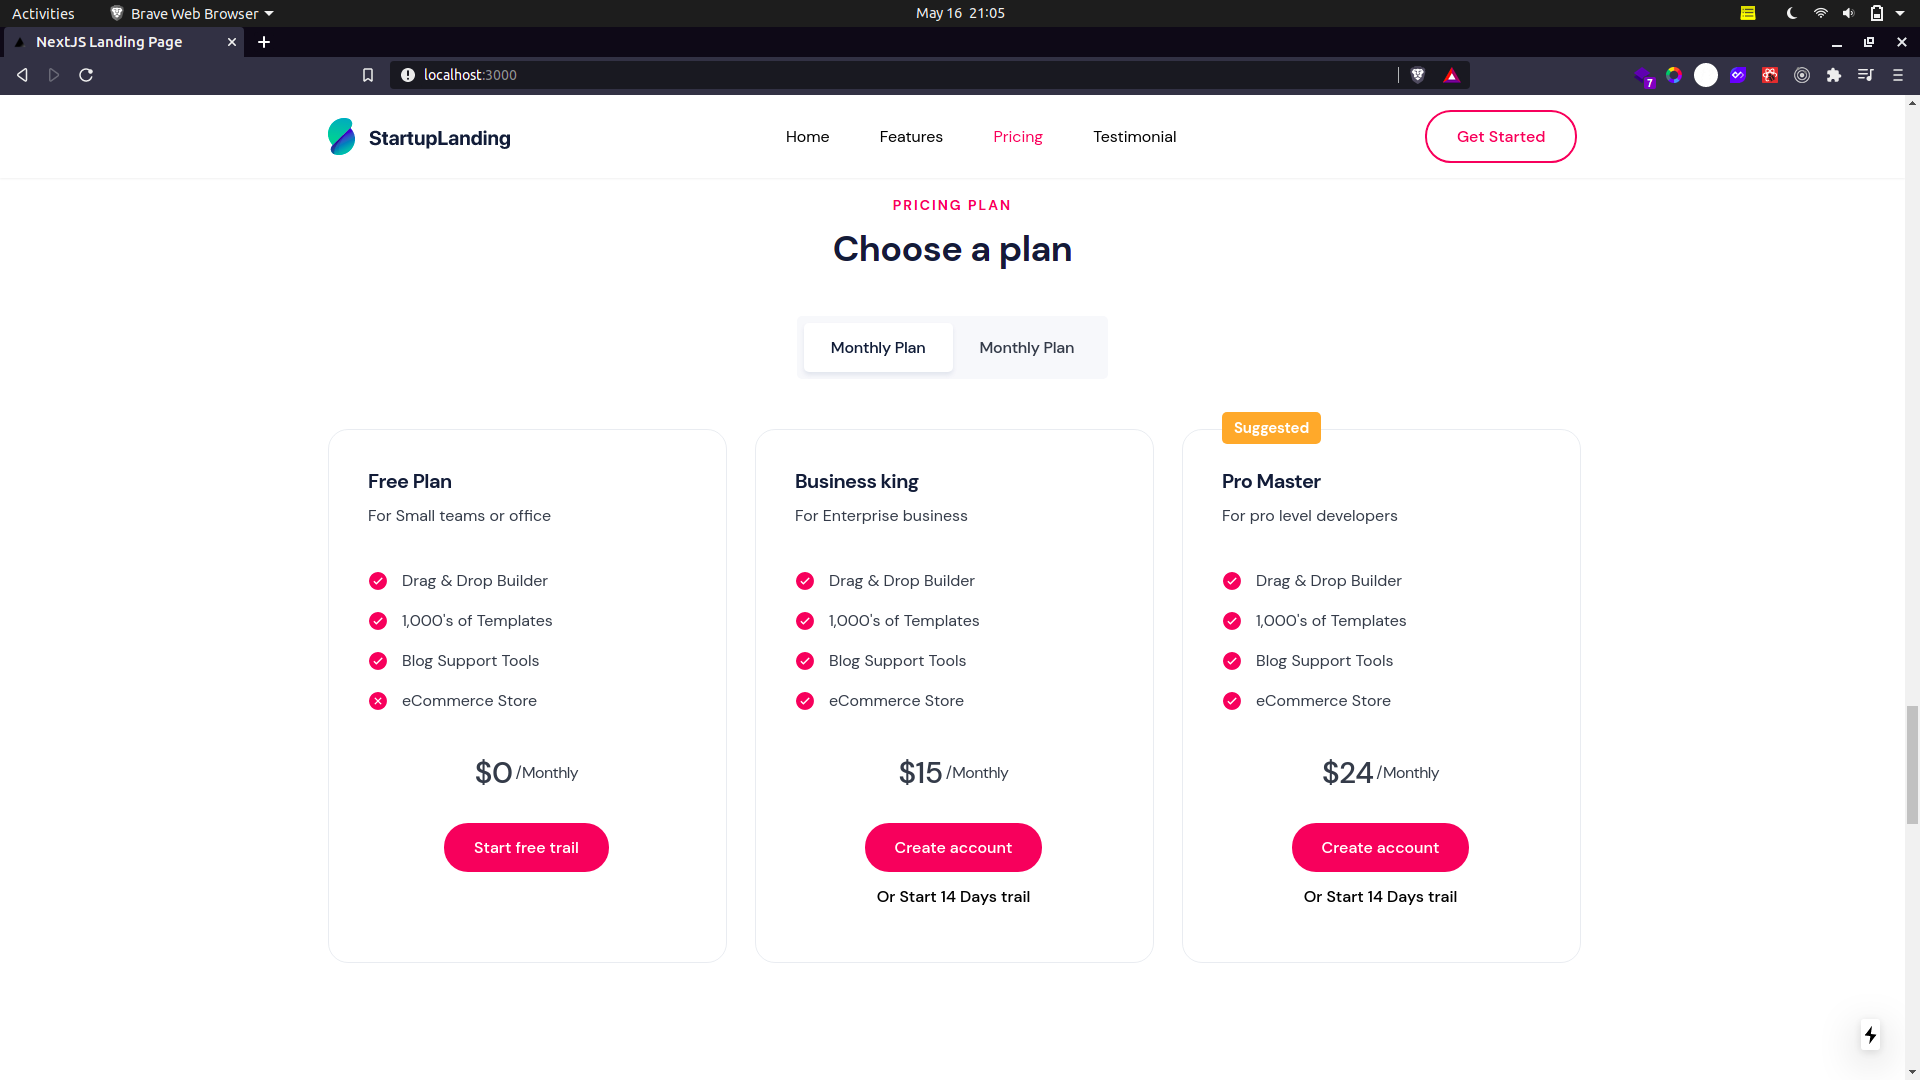 Activities
Brave Web Browser
May 16 21:05
NextJS Landing Page
localhost:3000
7
StartupLanding
Home
Features
Pricing
Testimonial
Get Started
PRICING PLAN
Choose a plan
Monthly Plan
Monthly Plan
Free Plan
For Small teams or office
Drag & Drop Builder
1,000's of Templates
Blog Support Tools
eCommerce Store
$0 /Monthly
Start free trail
Business king
For Enterprise business
Drag & Drop Builder
1,000's of Templates
Blog Support Tools
eCommerce Store
$15 /Monthly
Create account
Or Start 14 Days trail
Suggested
Pro Master
For pro level developers
Drag & Drop Builder
1,000's of Templates
Blog Support Tools
eCommerce Store
$24 /Monthly
Create account
Or Start 14 Days trail